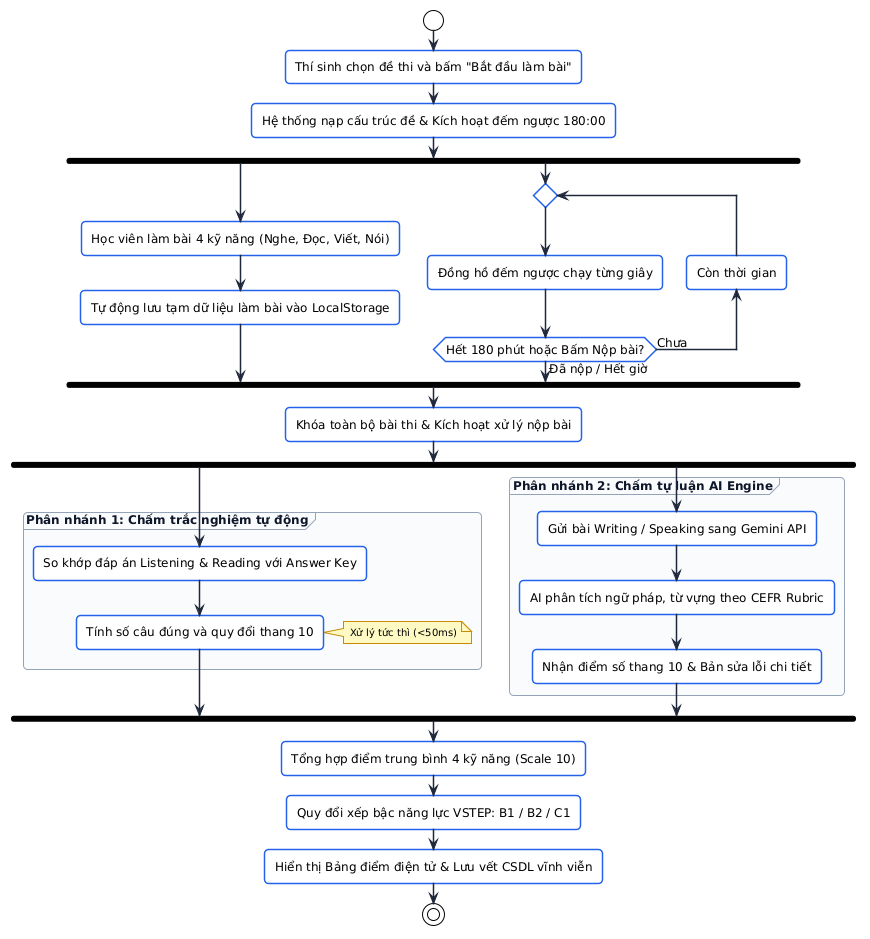 Thí sinh chọn đề thi và bấm "Bắt đầu làm bài"
Hệ thống nạp cấu trúc đề & Kích hoạt đếm ngược 180:00
Học viên làm bài 4 kỹ năng (Nghe, Đọc, Viết, Nói)
Tự động lưu tạm dữ liệu làm bài vào LocalStorage
Đồng hồ đếm ngược chạy từng giây
Còn thời gian
Hết 180 phút hoặc Bấm Nộp bài?
Chưa
Đã nộp / Hết giờ
Khóa toàn bộ bài thi & Kích hoạt xử lý nộp bài
Phân nhánh 1: Chấm trắc nghiệm tự động
So khớp đáp án Listening & Reading với Answer Key
Tính số câu đúng và quy đổi thang 10
Xử lý tức thì (<50ms)
Phân nhánh 2: Chấm tự luận AI Engine
Gửi bài Writing / Speaking sang Gemini API
AI phân tích ngữ pháp, từ vựng theo CEFR Rubric
Nhận điểm số thang 10 & Bản sửa lỗi chi tiết
Tổng hợp điểm trung bình 4 kỹ năng (Scale 10)
Quy đổi xếp bậc năng lực VSTEP: B1 / B2 / C1
Hiển thị Bảng điểm điện tử & Lưu vết CSDL vĩnh viễn